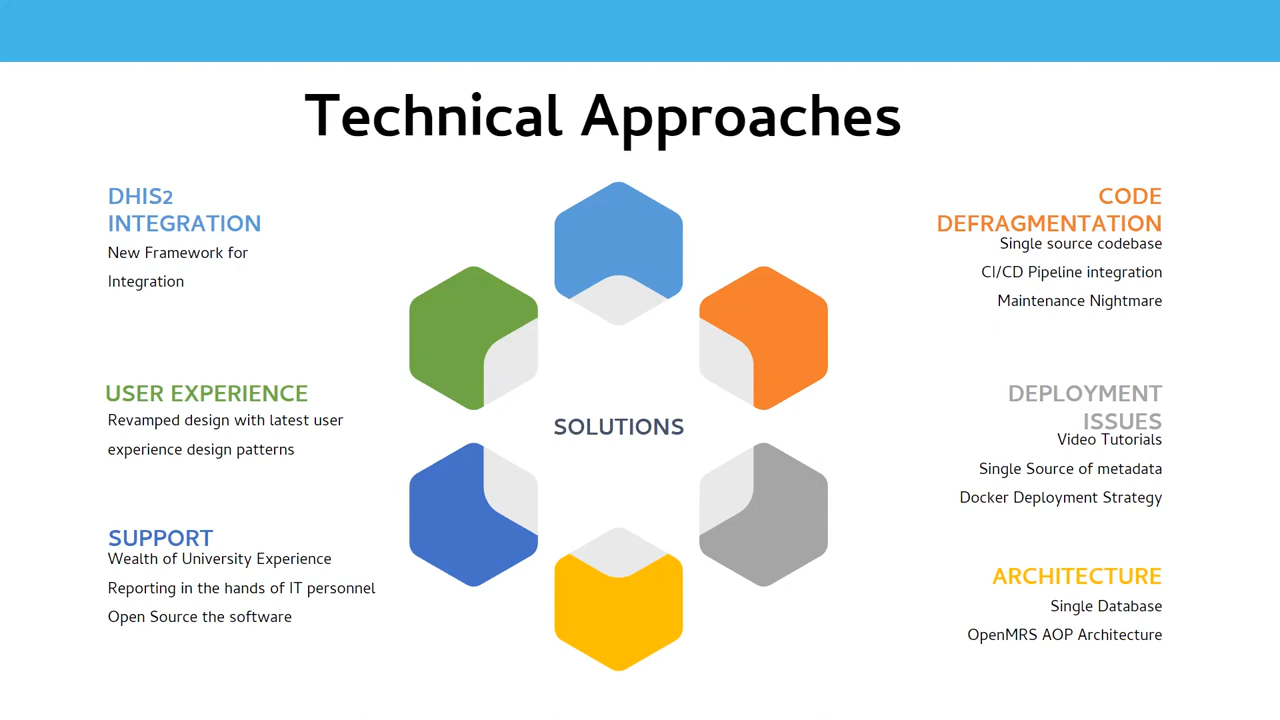 Technical Approaches
DHIS2
INTEGRATION
New Framework for
Integration
USER EXPERIENCE
Revamped design with latest user
experience design patterns
SUPPORT
Wealth of University Experience
Reporting in the hands of IT personnel
Open Source the software
SOLUTIONS
CODE
DEFRAGMENTATION
Single source codebase
CI/CD Pipeline integration
Maintenance Nightmare
DEPLOYMENT
ISSUES
Video Tutorials
Single Source of metadata
Docker Deployment Strategy
ARCHITECTURE
Single Database
OpenMRS AOP Architecture